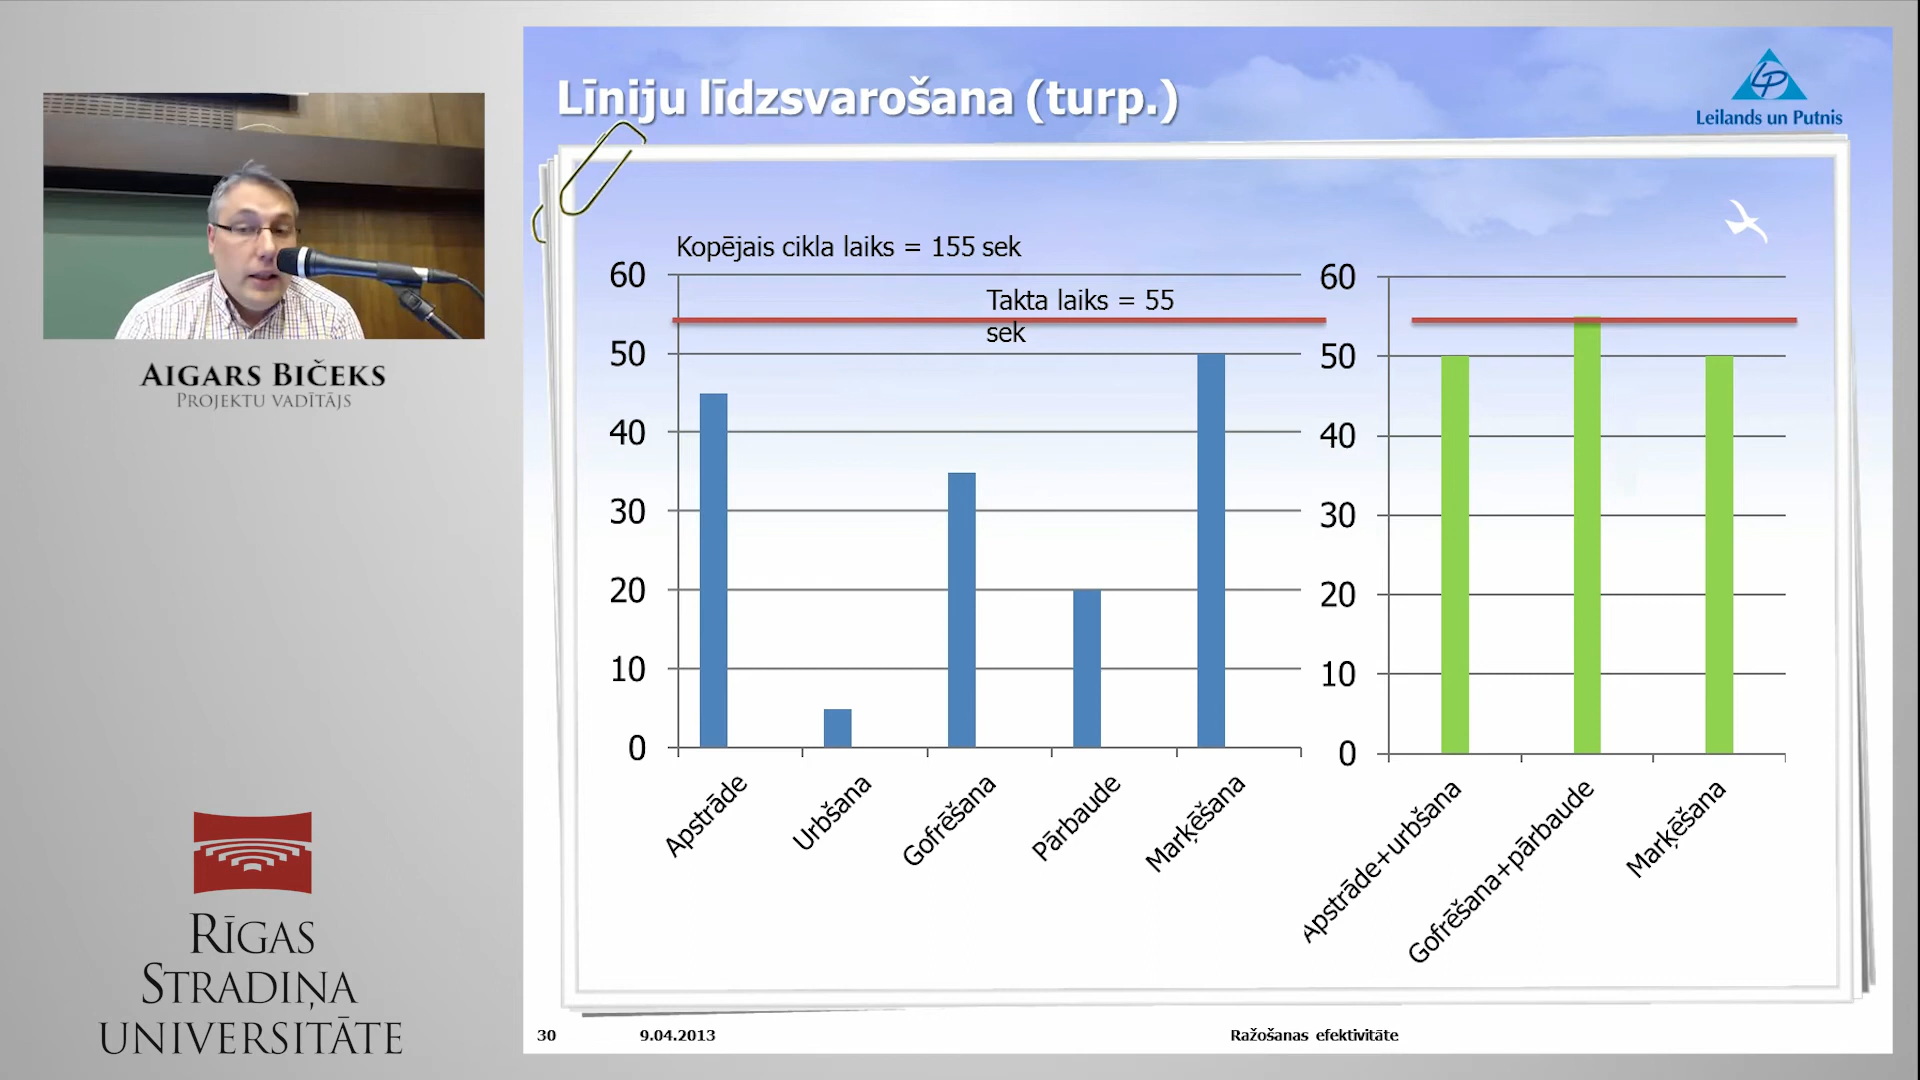 Līniju līdzsvarošana (turp.)
LP
Leilands un Putnis
AIGARS BIČEKS
PROJEKTU VADĪTĀJS
Kopējais cikla laiks = 155 sek
Takta laiks = 55
sek
60
50
40
30
20
10
0
Apstrāde
Urbšana
Gofrēšana
Pārbaude
Marķēšana
60
50
40
30
20
10
0
Apstrāde+urbšana
Gofrēšana+pārbaude
Marķēšana
RĪGAS
STRADIŅA
UNIVERSITĀTE
30
9.04.2013
Ražošanas efektivitāte